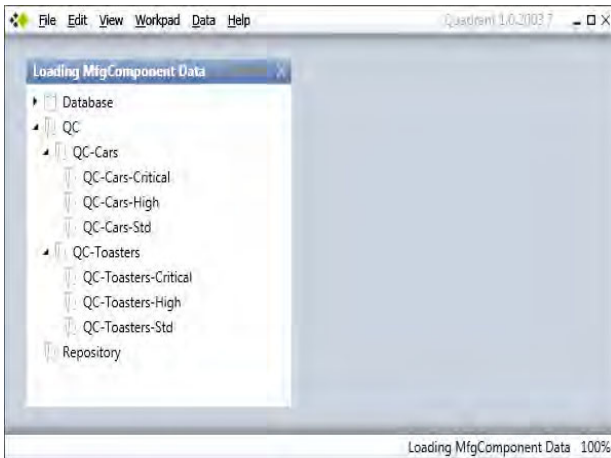 File Edit View Workpad Data Help Quadrant 1.0.2003.7
Loading MfgComponent Data X
Database
QC
QC-Cars
QC-Cars-Critical
QC-Cars-High
QC-Cars-Std
QC-Toasters
QC-Toasters-Critical
QC-Toasters-High
QC-Toasters-Std
Repository
Loading MfgComponent Data 100%